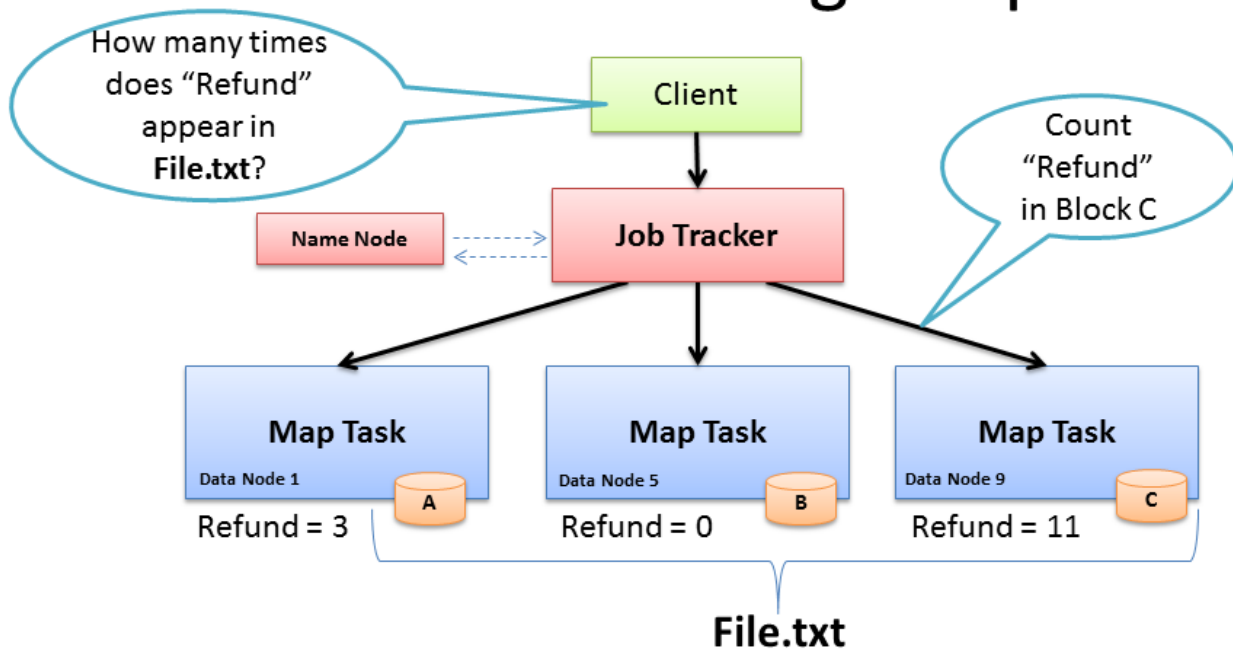 How many times
does “Refund”
appear in
File.txt?
Client
Count
“Refund”
in Block C
Name Node
Job Tracker
Map Task
Data Node 1
A
Map Task
Data Node 5
B
Map Task
Data Node 9
C
Refund = 3
Refund = 0
Refund = 11
File.txt